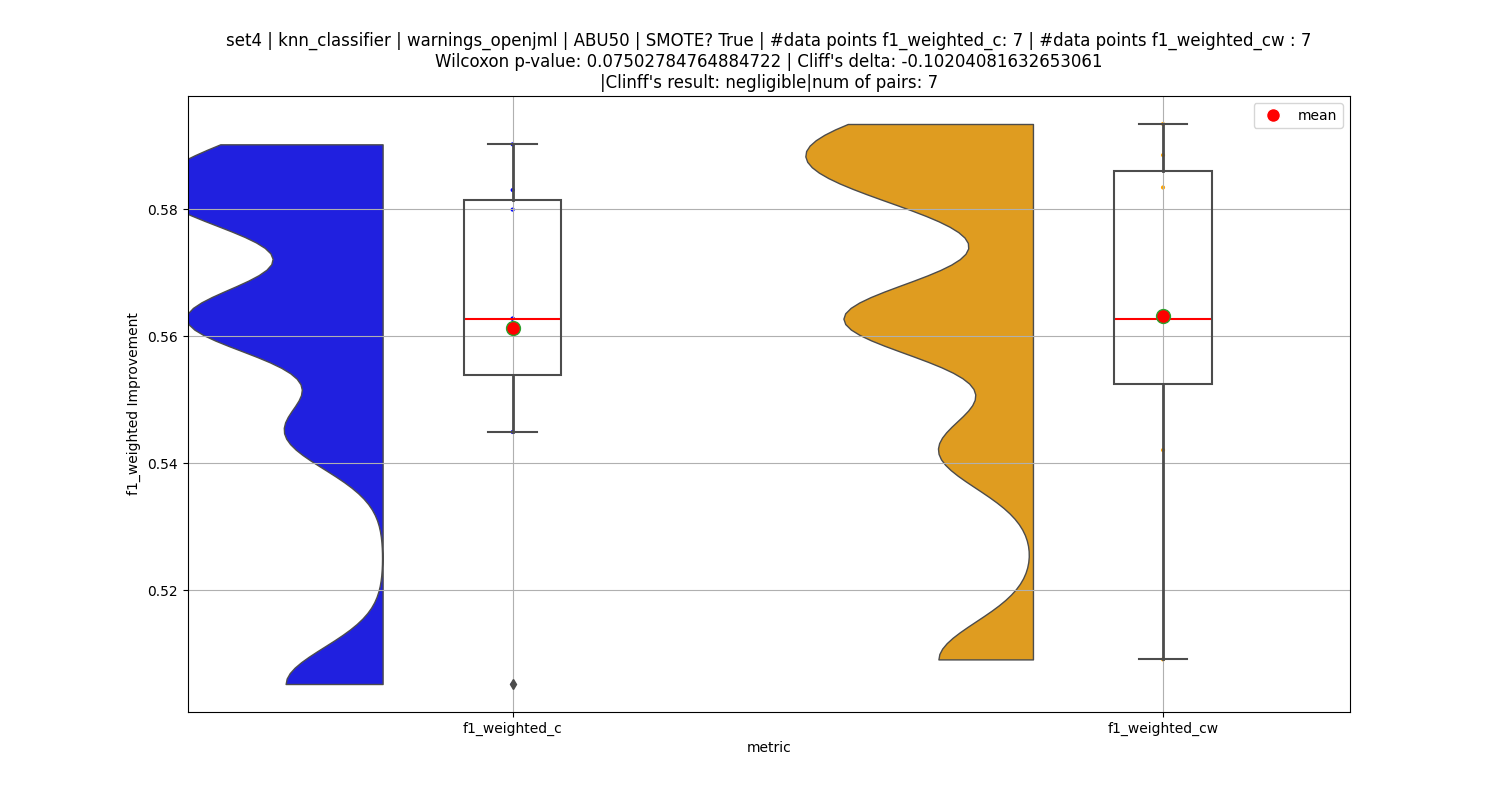 set4 | knn_classifier | warnings_openjml | ABU50 | SMOTE? True | #data points f1_weighted_c: 7 | #data points f1_weighted_cw : 7
Wilcoxon p-value: 0.07502784764884722 | Cliff's delta: -0.10204081632653061
|Clinff's result: negligible|num of pairs: 7
mean
f1_weighted Improvement
0.58
0.56
0.54
0.52
f1_weighted_c
f1_weighted_cw
metric